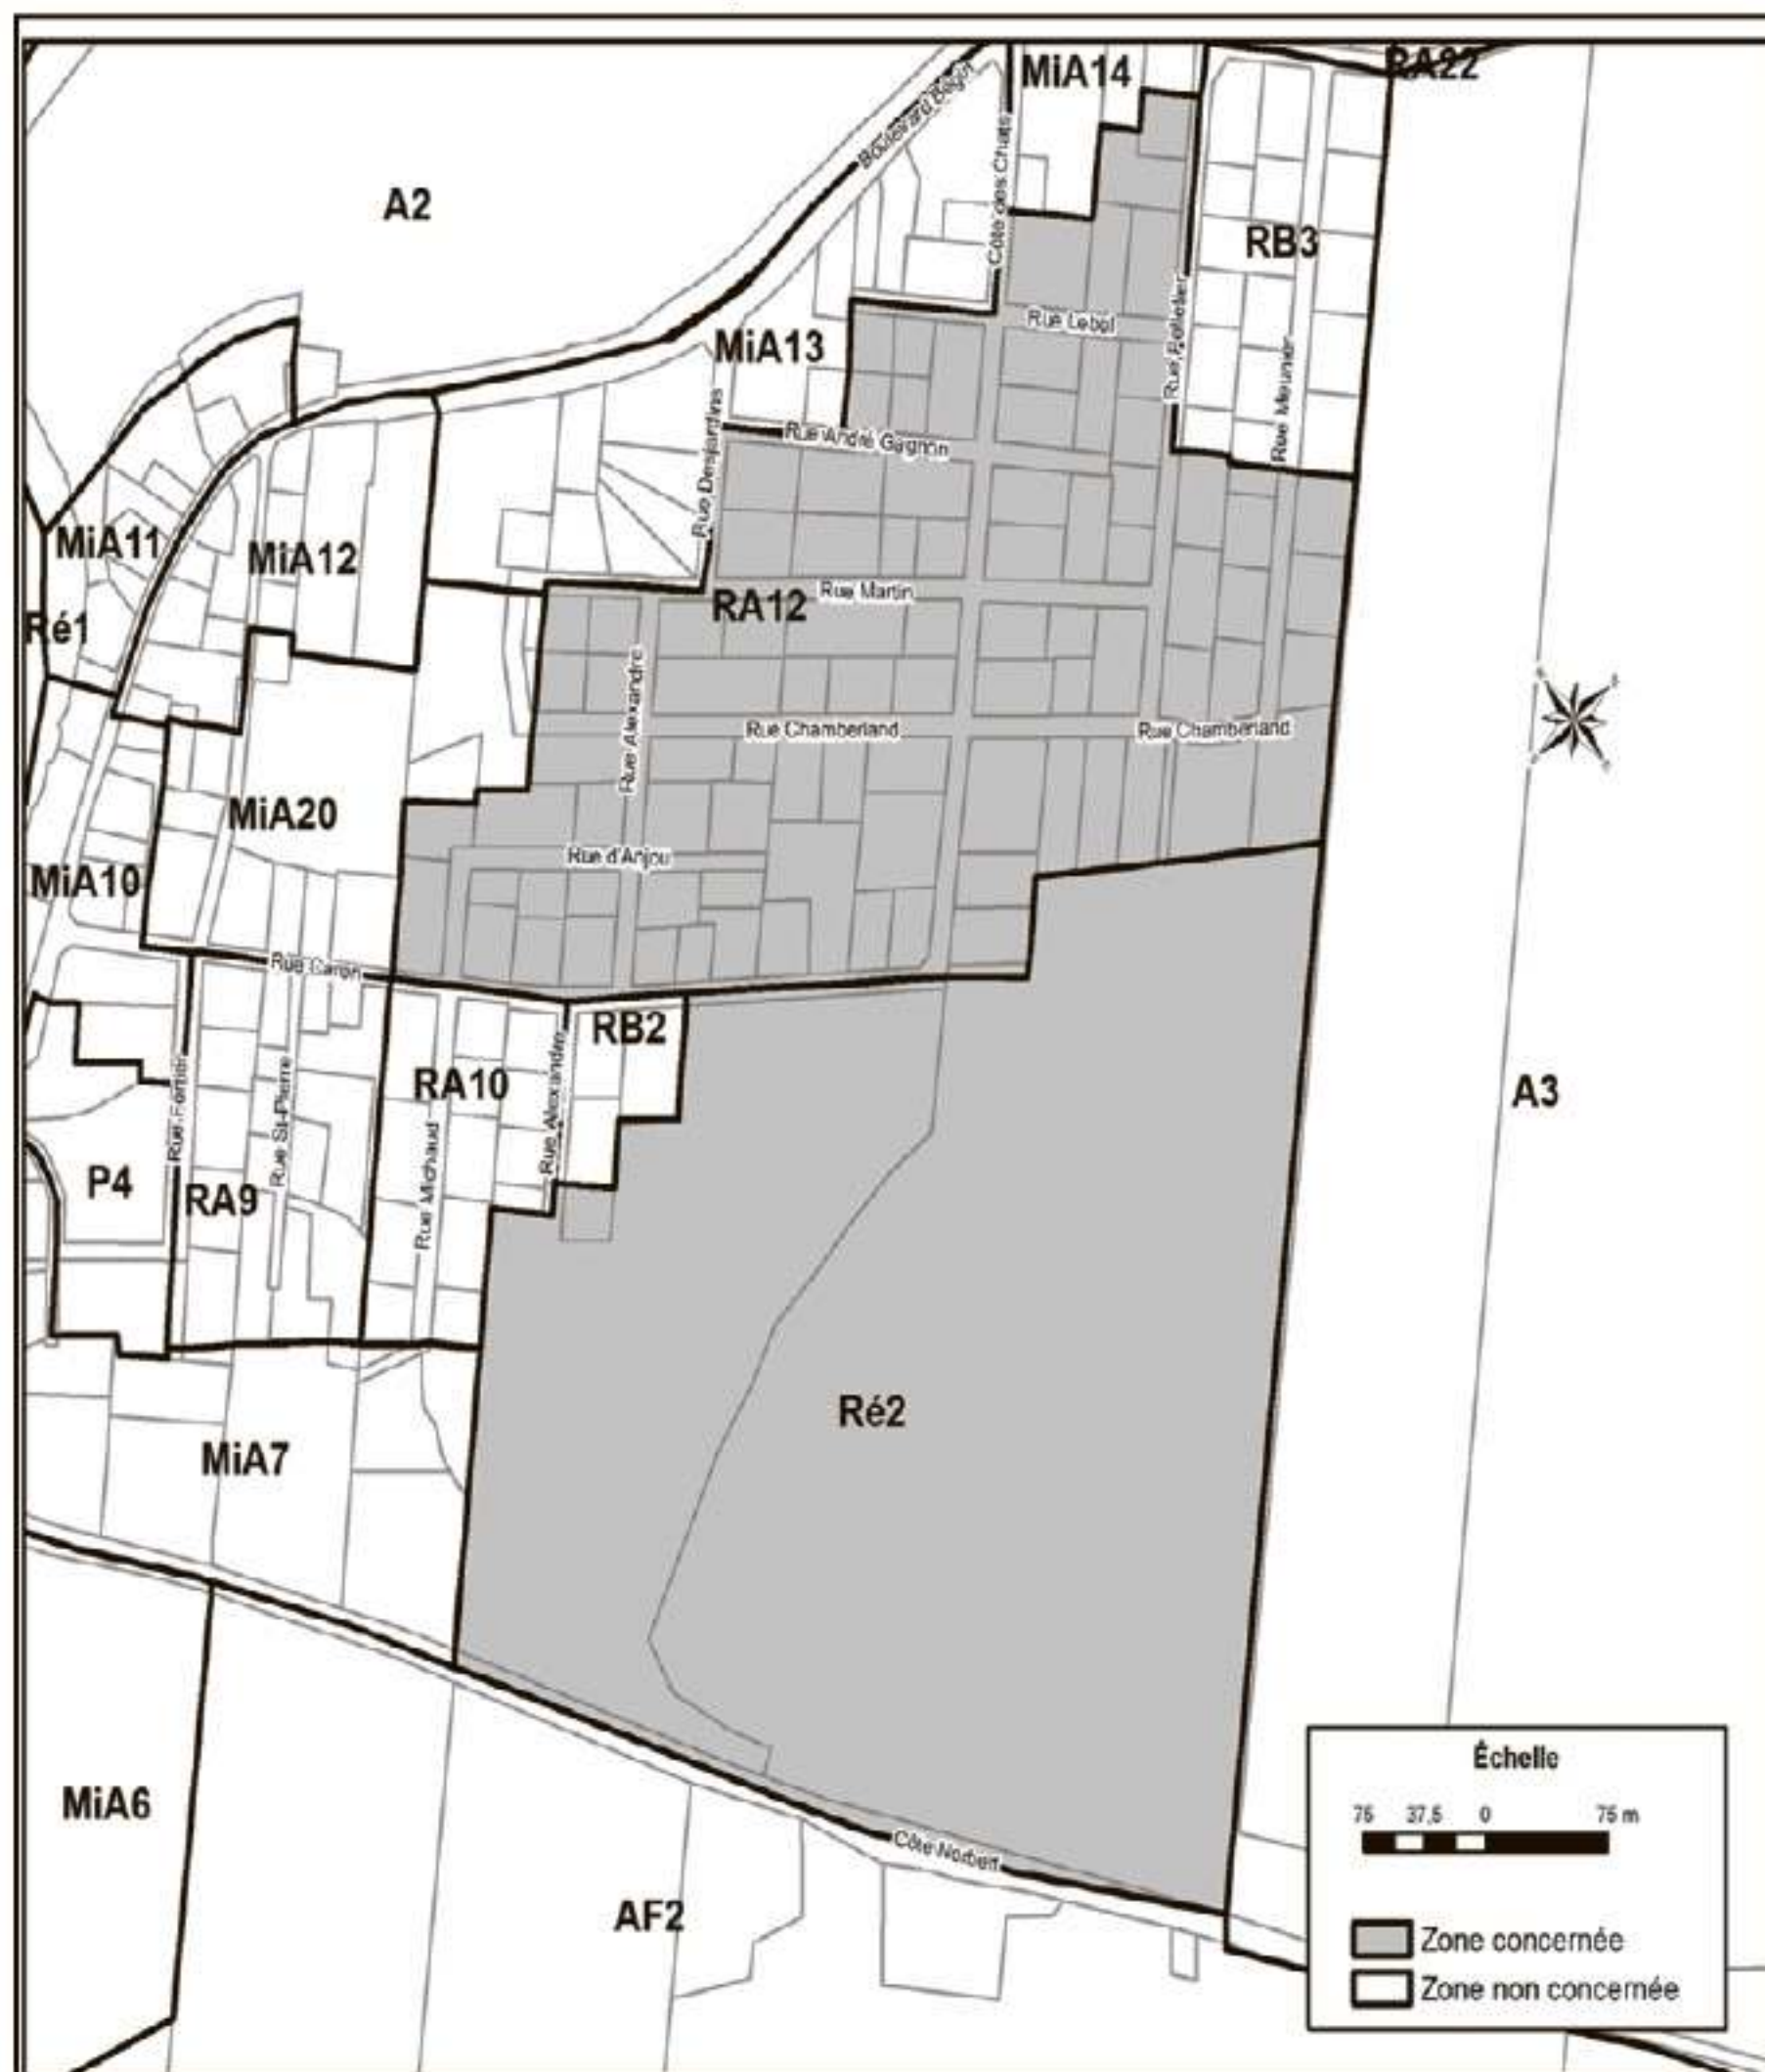 RA22
MiA14
Boulevard Bégin
Côte des Chats
A2
RB3
Rue Lebel
Rue Pelletier
MiA13
Rue Meunier
Rue Desjardins
Rue André Gagnon
MiA11
MiA12
Rue Martin
RA12
Ré1
Rue Alexandre
Rue Chamberland
Rue Chamberland
MiA20
Rue d'Anjou
MiA10
Rue Caron
RB2
RA10
A3
Rue Fortier
Rue St-Pierre
Rue Michaud
Rue Alexandre
P4
RA9
Ré2
MiA7
MiA6
Côte Norbert
AF2
Échelle
75 37,5 0 75 m
Zone concernée
Zone non concernée